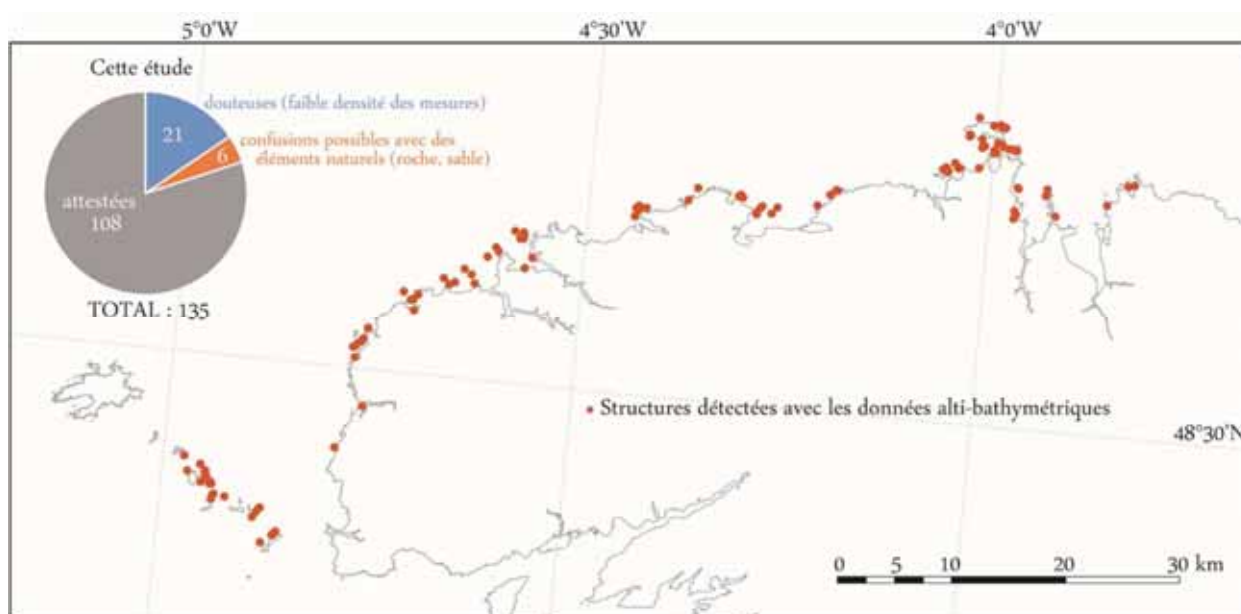 5°0'W
4°30'W
4°0'W
Cette étude
douteuses (faible densité des mesures)
21
confusions possibles avec des
éléments naturels (roche, sable)
6
attestées
108
TOTAL : 135
• Structures détectées avec les données alti-bathymétriques
48°30'N
0 5 10 20 30 km